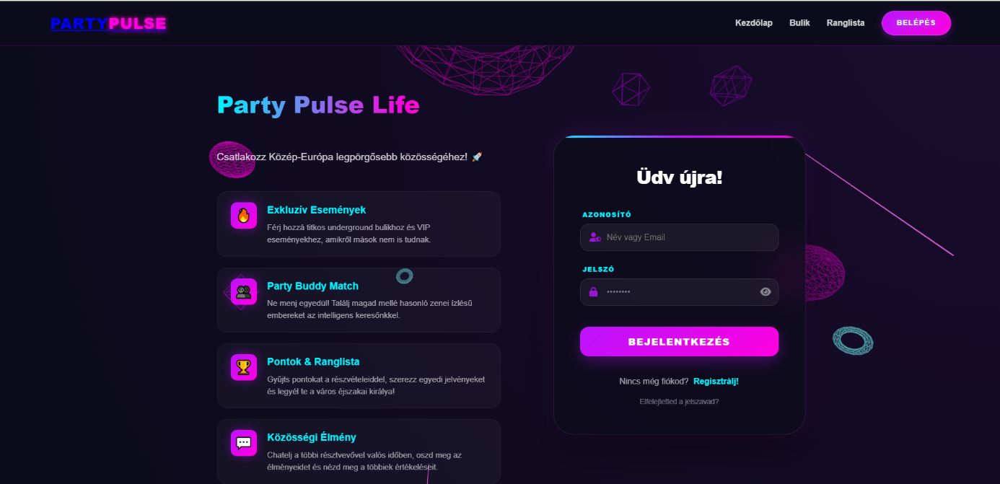 PARTYPULSE
Kezdőlap Bulik Ranglista BELÉPÉS
Party Pulse Life
Csatlakozz Közép-Európa legpörgősebb közösségéhez! 🚀
Exkluzív Események
Férj hozzá titkos underground bulikhoz és VIP
eseményekhez, amikről mások nem is tudnak.
Party Buddy Match
Ne menj egyedül! Találj magad mellé hasonló zenei ízlésű
embereket az intelligens keresőnkkel.
Pontok & Ranglista
Gyűjts pontokat a részvételeiddel, szerezz egyedi jelvényeket
és legyél te a város éjszakai királya!
Közösségi Élmény
Chatelj a többi résztvevővel valós időben, oszd meg az
élményeidet és nézd meg a többiek értékeléseit.
Üdv újra!
AZONOSÍTÓ
Név vagy Email
JELSZÓ
••••••••
BEJELENTKEZÉS
Nincs még fiókod? Regisztrálj!
Elfelejtetted a jelszavad?